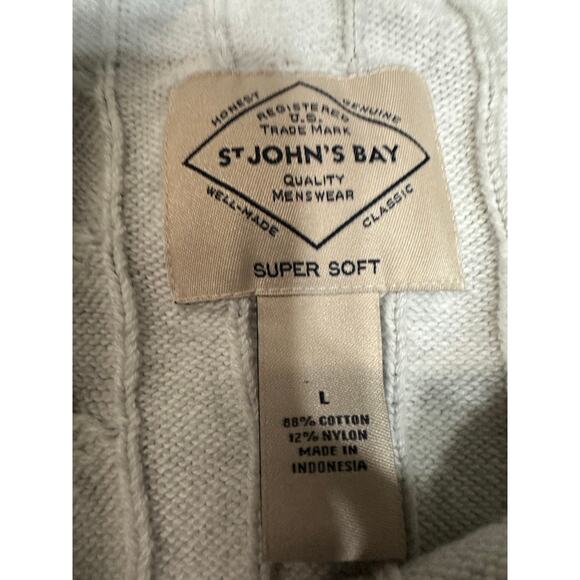 HONEST GENUINE
REGISTERED
U.S.
TRADE MARK
ST JOHN'S BAY
QUALITY
MENSWEAR
WELL-MADE CLASSIC
SUPER SOFT
L
88% COTTON
12% NYLON
MADE IN
INDONESIA